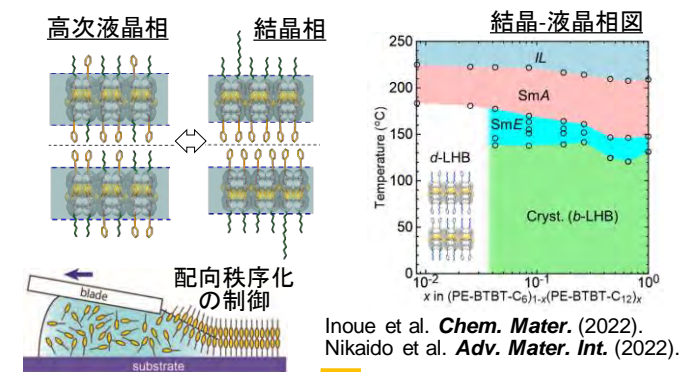 高次液晶相
結晶相
配向秩序化
の制御
blade
substrate
結晶-液晶相図
Temperature (°C)
250
200
150
100
50
0
IL
SmA
SmE
d-LHB
Cryst. (b-LHB)
10⁻²
10⁻¹
10⁰
x in (PE-BTBT-C₆)₁₋ₓ(PE-BTBT-C₁₂)ₓ
Inoue et al. Chem. Mater. (2022).
Nikaido et al. Adv. Mater. Int. (2022).